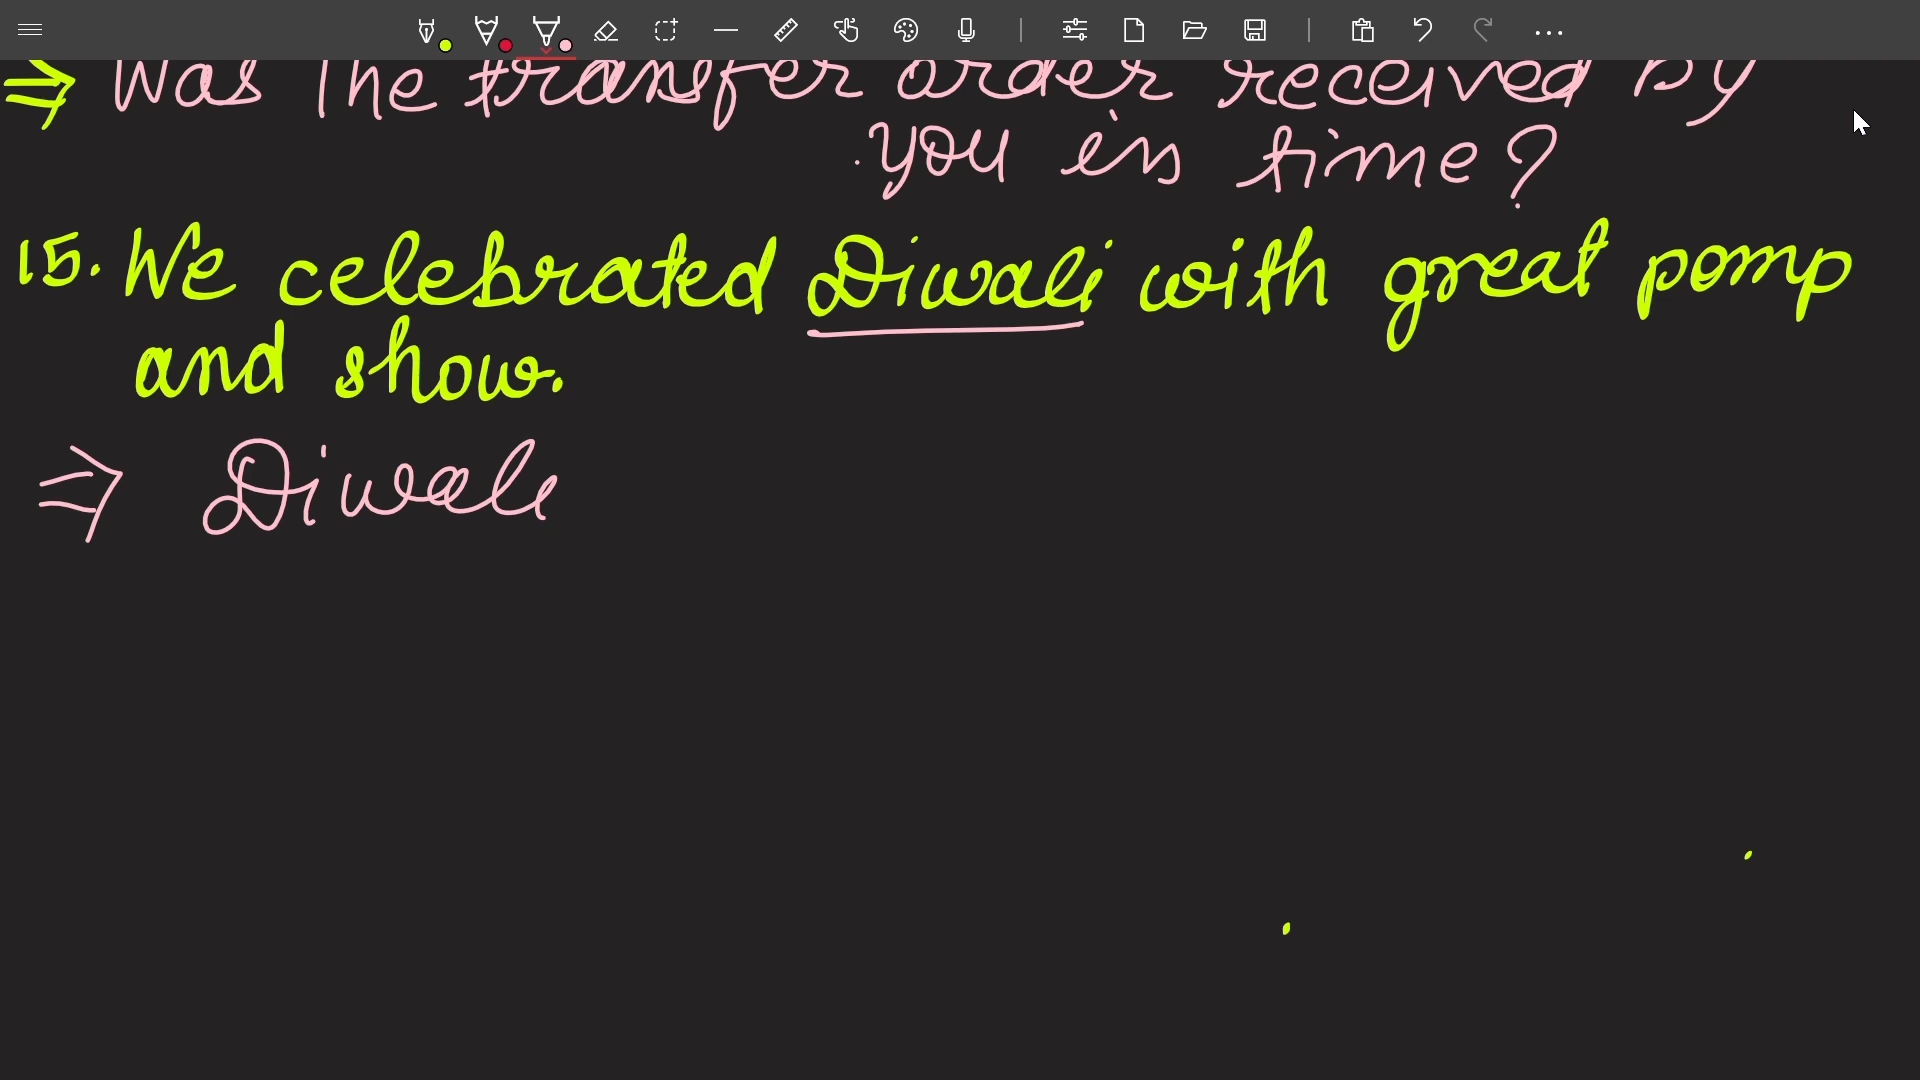 ⇒ Was The transfer order received by
you in time?
15. We celebrated Diwali with great pomp
and show.
⇒ Diwali